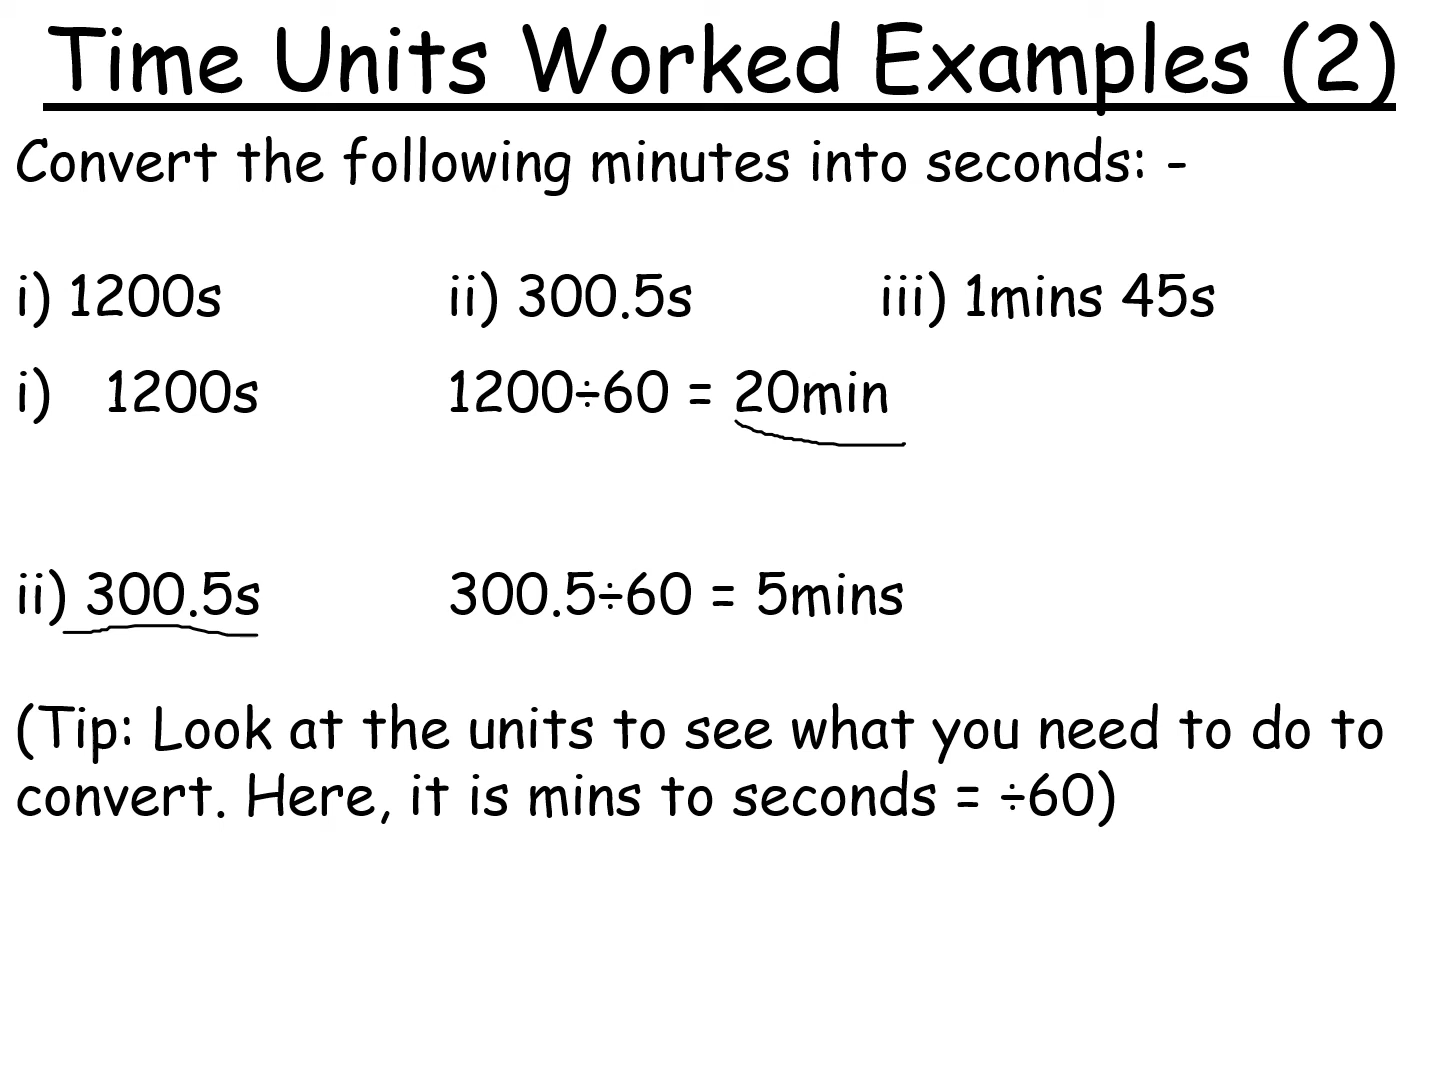 Time Units Worked Examples (2)
Convert the following minutes into seconds: -
i) 1200s ii) 300.5s iii) 1mins 45s
i) 1200s 1200÷60 = 20min
ii) 300.5s 300.5÷60 = 5mins
(Tip: Look at the units to see what you need to do to
convert. Here, it is mins to seconds = ÷60)